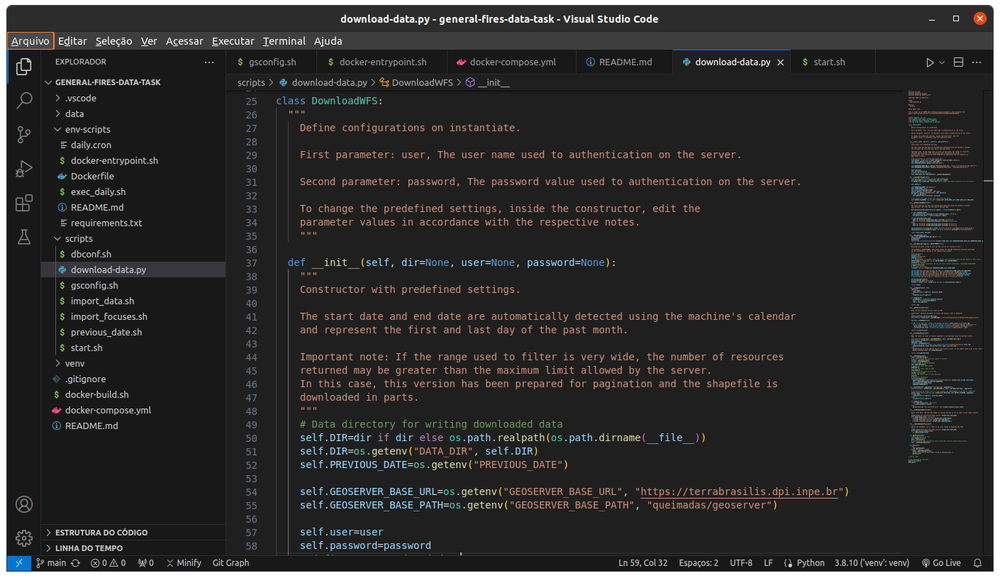 download-data.py - general-fires-data-task - Visual Studio Code
Arquivo Editar Seleção Ver Acessar Executar Terminal Ajuda
EXPLORADOR
GENERAL-FIRES-DATA-TASK
.vscode
data
env-scripts
daily.cron
docker-entrypoint.sh
Dockerfile
exec_daily.sh
README.md
requirements.txt
scripts
dbconf.sh
download-data.py
gsconfig.sh
import_data.sh
import_focuses.sh
previous_date.sh
start.sh
venv
.gitignore
docker-build.sh
docker-compose.yml
README.md
ESTRUTURA DO CÓDIGO
LINHA DO TEMPO
gsconfig.sh docker-entrypoint.sh docker-compose.yml README.md download-data.py start.sh
scripts > download-data.py > DownloadWFS > __init__
25 class DownloadWFS:
26 """
27 Define configurations on instantiate.
28
29 First parameter: user, The user name used to authentication on the server.
30
31 Second parameter: password, The password value used to authentication on the server.
32
33 To change the predefined settings, inside the constructor, edit the
34 parameter values in accordance with the respective notes.
35 """
36
37 def __init__(self, dir=None, user=None, password=None):
38 """
39 Constructor with predefined settings.
40
41 The start date and end date are automatically detected using the machine's calendar
42 and represent the first and last day of the past month.
43
44 Important note: If the range used to filter is very wide, the number of resources
45 returned may be greater than the maximum limit allowed by the server.
46 In this case, this version has been prepared for pagination and the shapefile is
47 downloaded in parts.
48 """
49 # Data directory for writing downloaded data
50 self.DIR=dir if dir else os.path.realpath(os.path.dirname(__file__))
51 self.DIR=os.getenv("DATA_DIR", self.DIR)
52 self.PREVIOUS_DATE=os.getenv("PREVIOUS_DATE")
53
54 self.GEOSERVER_BASE_URL=os.getenv("GEOSERVER_BASE_URL", "https://terrabrasilis.dpi.inpe.br")
55 self.GEOSERVER_BASE_PATH=os.getenv("GEOSERVER_BASE_PATH", "queimadas/geoserver")
56
57 self.user=user
58 self.password=password
main 0 0 0 Minify Git Graph Ln 59, Col 32 Espaços: 2 UTF-8 LF Python 3.8.10 ('venv': venv) Go Live